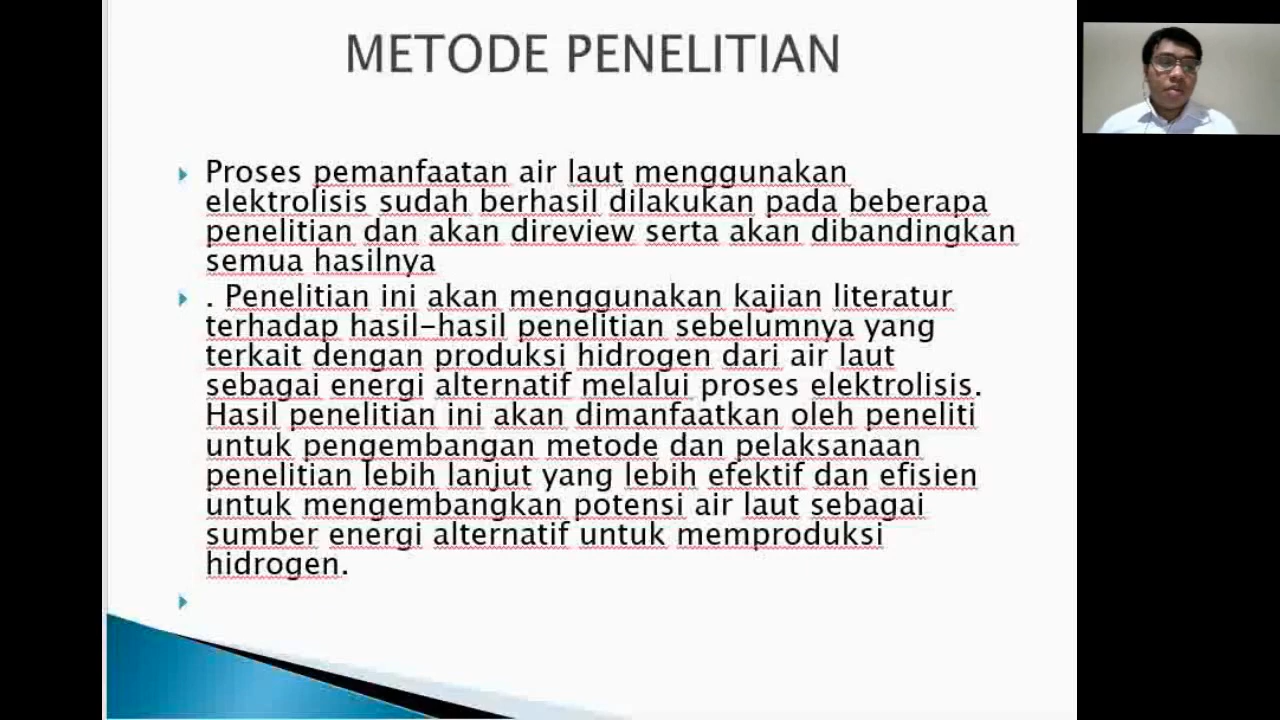 METODE PENELITIAN
Proses pemanfaatan air laut menggunakan
elektrolisis sudah berhasil dilakukan pada beberapa
penelitian dan akan direview serta akan dibandingkan
semua hasilnya
. Penelitian ini akan menggunakan kajian literatur
terhadap hasil-hasil penelitian sebelumnya yang
terkait dengan produksi hidrogen dari air laut
sebagai energi alternatif melalui proses elektrolisis.
Hasil penelitian ini akan dimanfaatkan oleh peneliti
untuk pengembangan metode dan pelaksanaan
penelitian lebih lanjut yang lebih efektif dan efisien
untuk mengembangkan potensi air laut sebagai
sumber energi alternatif untuk memproduksi
hidrogen.